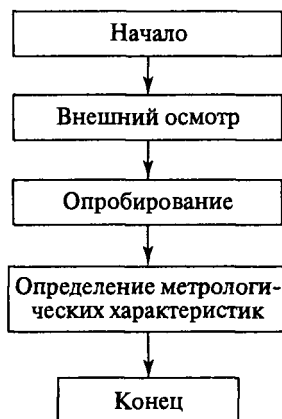 Начало
Внешний осмотр
Опробирование
Определение метрологи-
ческих характеристик
Конец